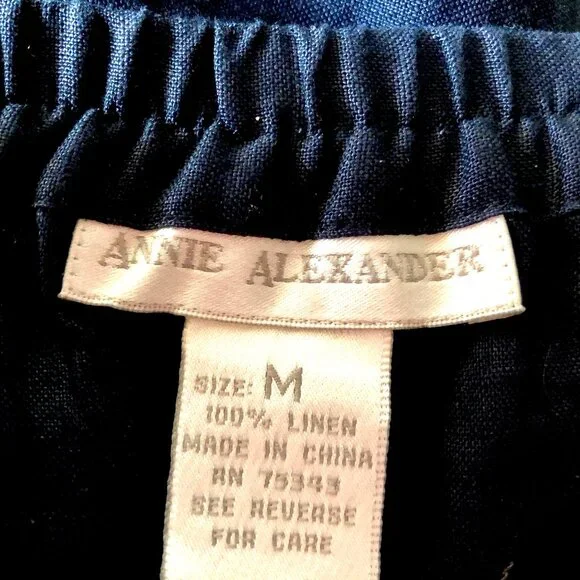 ANNIE ALEXANDER
SIZE: M
100% LINEN
MADE IN CHINA
RN 75343
SEE REVERSE
FOR CARE